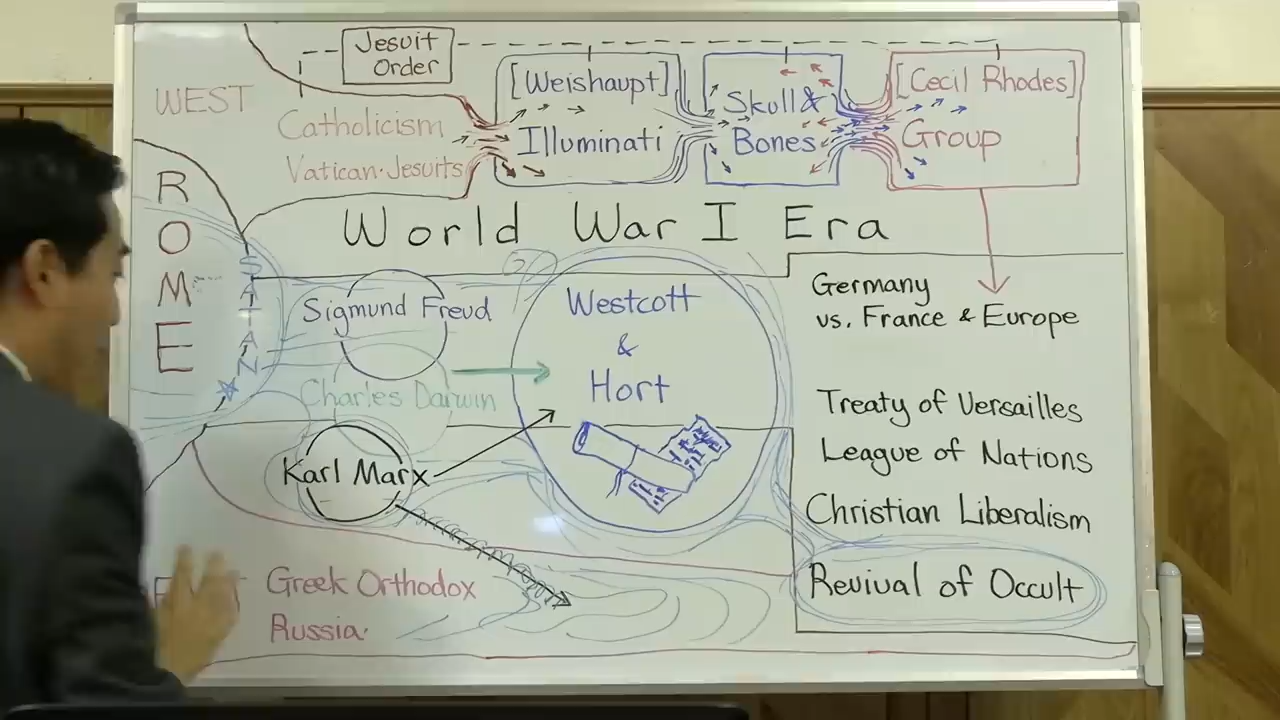 Jesuit
Order
WEST
Catholicism
Vatican·Jesuits
[Weishaupt]
Illuminati
Skull &
Bones
[Cecil Rhodes]
Group
World War I Era
ROME
SATAN
Sigmund Freud
Charles Darwin
Karl Marx
Westcott
&
Hort
Germany
vs. France & Europe
Treaty of Versailles
League of Nations
Christian Liberalism
Revival of Occult
Greek Orthodox
Russia